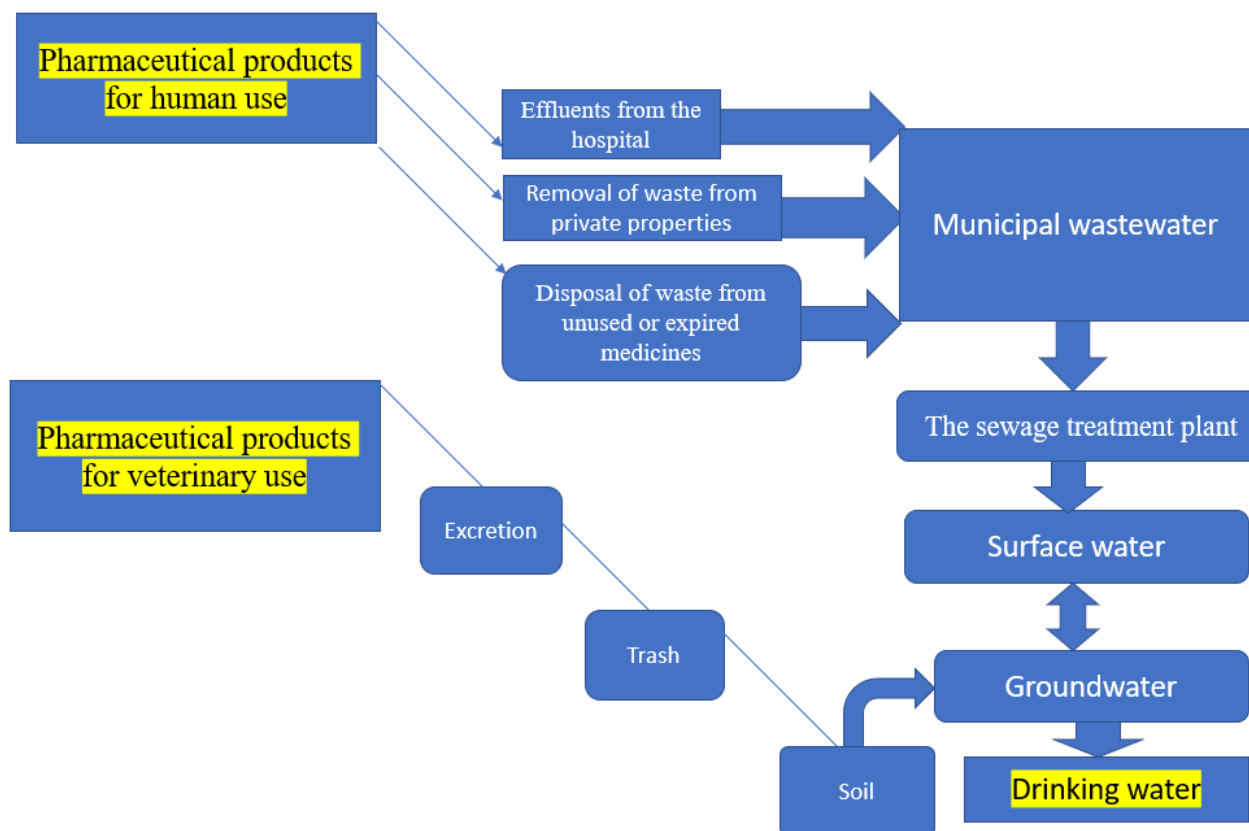 Pharmaceutical products
for human use
Effluents from the
hospital
Removal of waste from
private properties
Disposal of waste from
unused or expired
medicines
Municipal wastewater
Pharmaceutical products
for veterinary use
Excretion
Trash
Soil
The sewage treatment plant
Surface water
Groundwater
Drinking water